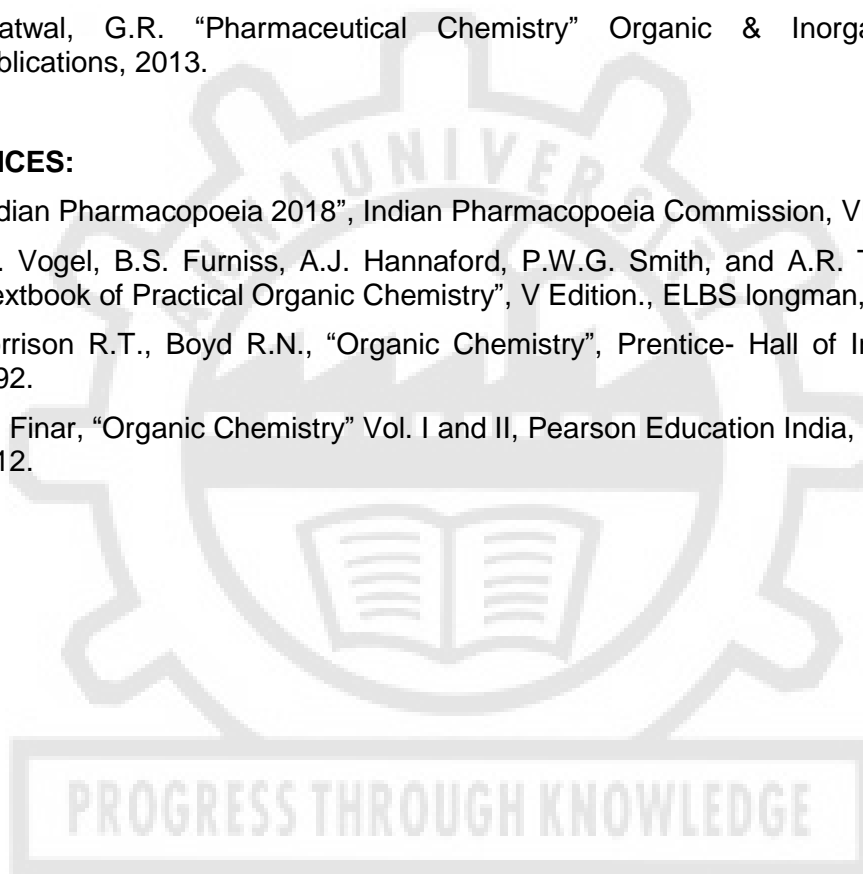 atwal, G.R. “Pharmaceutical Chemistry” Organic & Inorga
blications, 2013.
NCES:
dian Pharmacopoeia 2018”, Indian Pharmacopoeia Commission, V
. Vogel, B.S. Furniss, A.J. Hannaford, P.W.G. Smith, and A.R. T
extbook of Practical Organic Chemistry”, V Edition., ELBS longman,
rrison R.T., Boyd R.N., “Organic Chemistry”, Prentice- Hall of In
92.
Finar, “Organic Chemistry” Vol. I and II, Pearson Education India,
12.
UNIVERSITY
PROGRESS THROUGH KNOWLEDGE